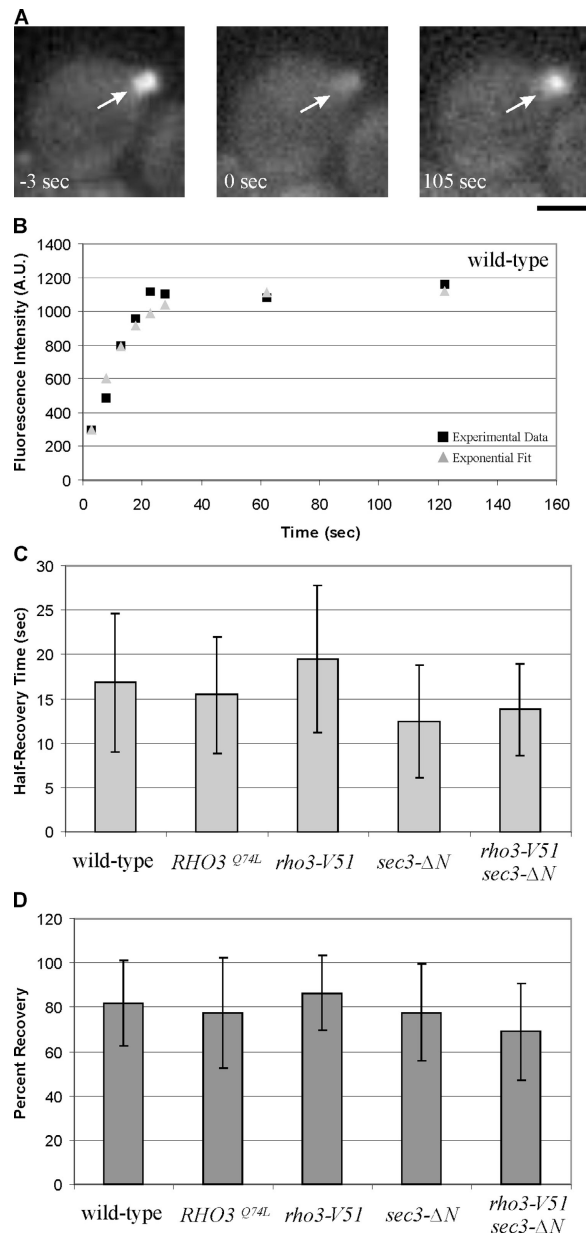 A
-3 sec
0 sec
105 sec
B
wild-type
Fluorescence Intensity (A.U.)
1400
1200
1000
800
600
400
200
0
Experimental Data
Exponential Fit
0 20 40 60 80 100 120 140 160
Time (sec)
C
Half-Recovery Time (sec)
30
25
20
15
10
5
0
wild-type RHO3 Q74L rho3-V51 sec3-ΔN rho3-V51
sec3-ΔN
D
Percent Recovery
120
100
80
60
40
20
0
wild-type RHO3 Q74L rho3-V51 sec3-ΔN rho3-V51
sec3-ΔN